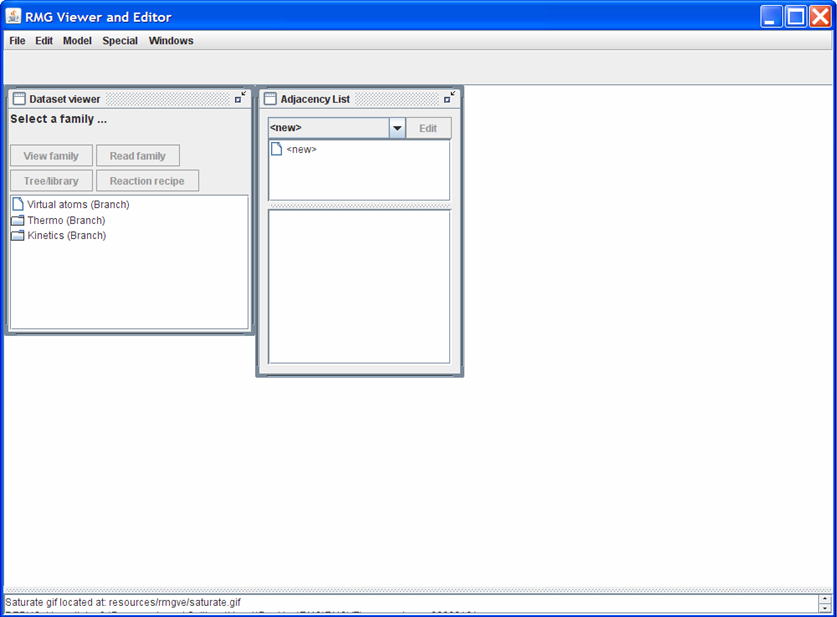 RMG Viewer and Editor
File Edit Model Special Windows
Dataset viewer
Select a family ...
View family Read family
Tree/library Reaction recipe
Virtual atoms (Branch)
Thermo (Branch)
Kinetics (Branch)
Adjacency List
<new> Edit
<new>
Saturate gif located at: resources/rmgve/saturate.gif